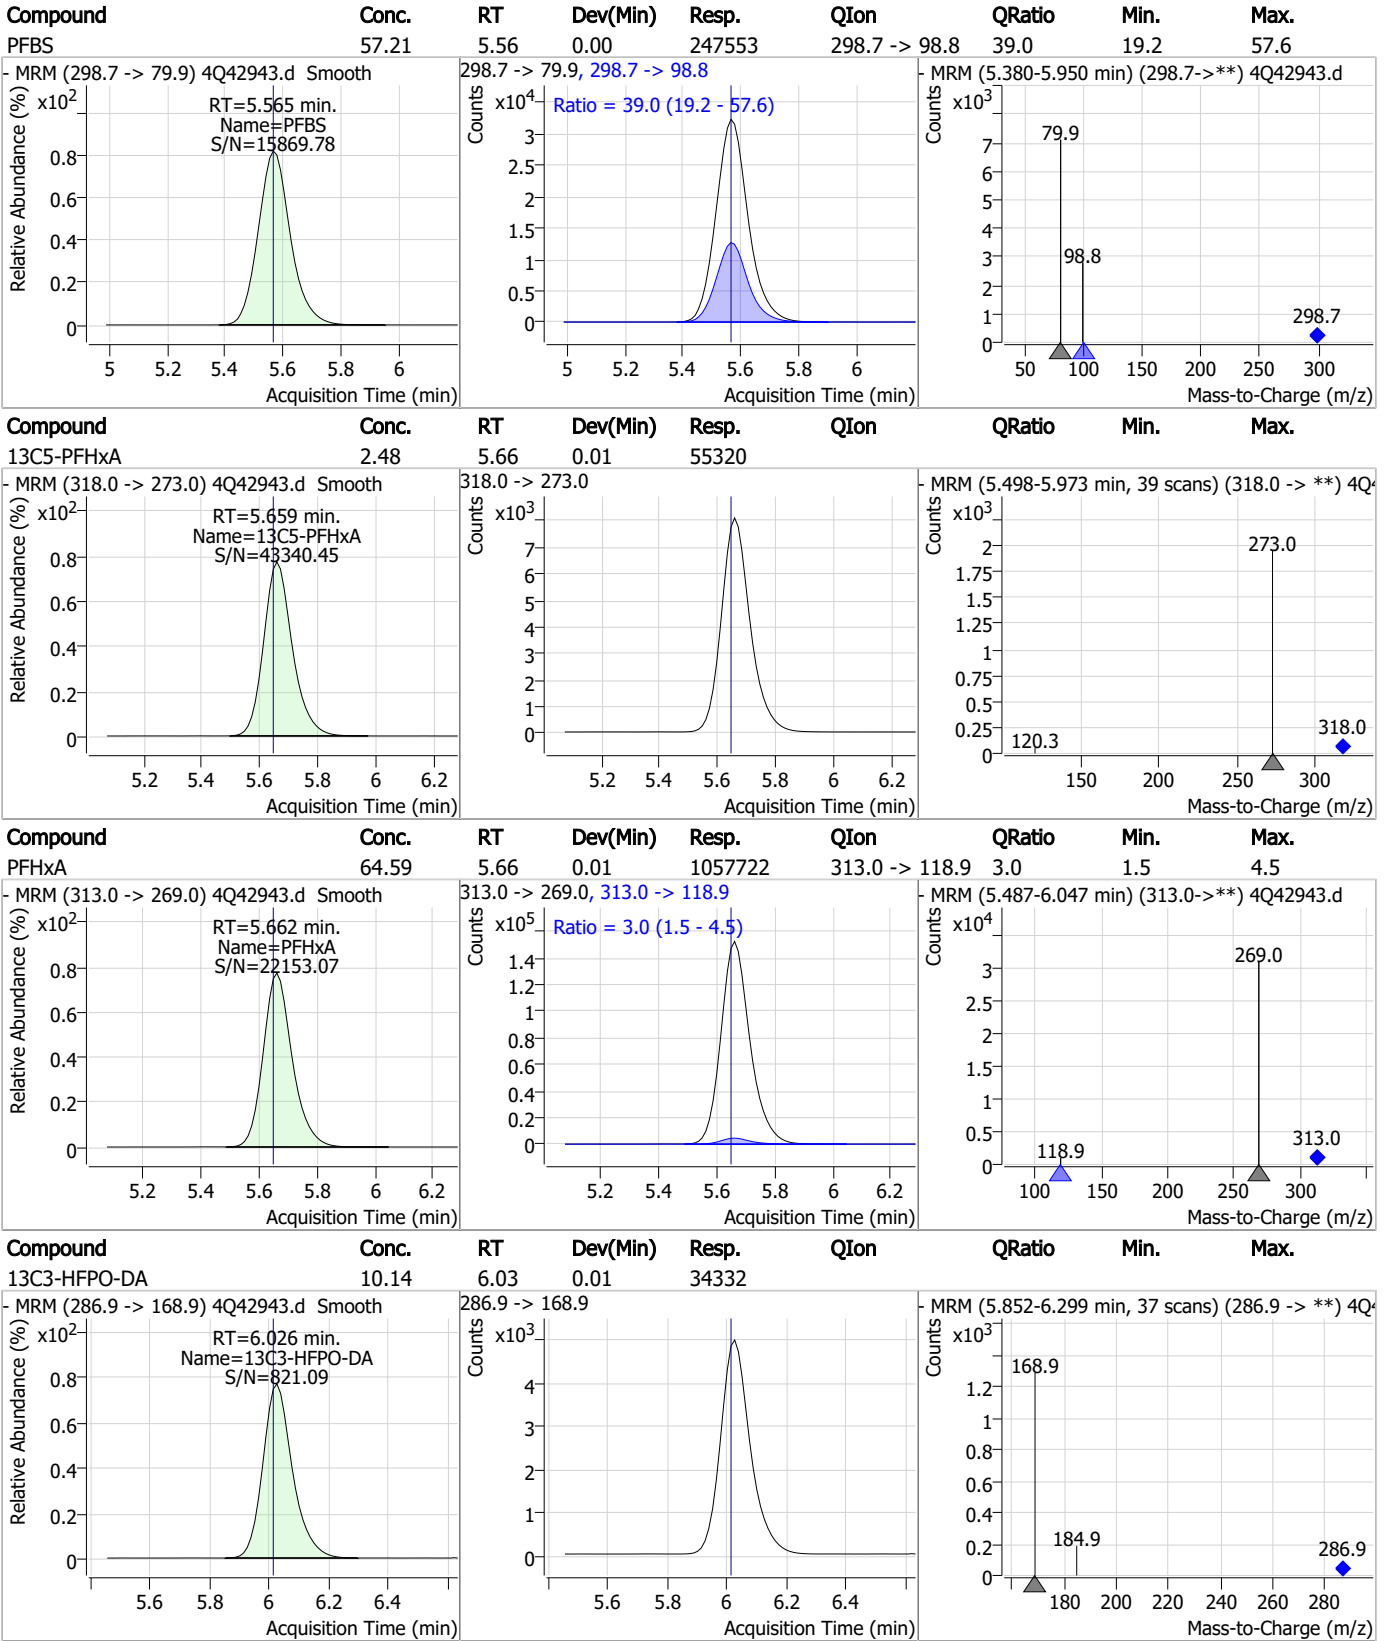 Compound Conc. RT Dev(Min) Resp. QIon QRatio Min. Max.
PFBS 57.21 5.56 0.00 247553 298.7 -> 98.8 39.0 19.2 57.6
- MRM (298.7 -> 79.9) 4Q42943.d Smooth
Relative Abundance (%)
x10²
RT=5.565 min.
Name=PFBS
S/N=15869.78
0.8
0.6
0.4
0.2
0
5 5.2 5.4 5.6 5.8 6
Acquisition Time (min)
298.7 -> 79.9, 298.7 -> 98.8
Counts
x10⁴
Ratio = 39.0 (19.2 - 57.6)
3
2.5
2
1.5
1
0.5
0
5 5.2 5.4 5.6 5.8 6
Acquisition Time (min)
- MRM (5.380-5.950 min) (298.7->**) 4Q42943.d
Counts
x10³
79.9
7
6
5
4
3
98.8
2
1
298.7
0
50 100 150 200 250 300
Mass-to-Charge (m/z)
Compound Conc. RT Dev(Min) Resp. QIon QRatio Min. Max.
13C5-PFHxA 2.48 5.66 0.01 55320
- MRM (318.0 -> 273.0) 4Q42943.d Smooth
Relative Abundance (%)
x10²
RT=5.659 min.
Name=13C5-PFHxA
S/N=43340.45
0.8
0.6
0.4
0.2
0
5.2 5.4 5.6 5.8 6 6.2
Acquisition Time (min)
318.0 -> 273.0
Counts
x10³
7
6
5
4
3
2
1
0
5.2 5.4 5.6 5.8 6 6.2
Acquisition Time (min)
- MRM (5.498-5.973 min, 39 scans) (318.0 -> **) 4Q4
Counts
x10³
273.0
2
1.75
1.5
1.25
1
0.75
0.5
0.25
318.0
120.3
0
150 200 250 300
Mass-to-Charge (m/z)
Compound Conc. RT Dev(Min) Resp. QIon QRatio Min. Max.
PFHxA 64.59 5.66 0.01 1057722 313.0 -> 118.9 3.0 1.5 4.5
- MRM (313.0 -> 269.0) 4Q42943.d Smooth
Relative Abundance (%)
x10²
RT=5.662 min.
Name=PFHxA
S/N=22153.07
0.8
0.6
0.4
0.2
0
5.2 5.4 5.6 5.8 6 6.2
Acquisition Time (min)
313.0 -> 269.0, 313.0 -> 118.9
Counts
x10⁵
Ratio = 3.0 (1.5 - 4.5)
1.4
1.2
1
0.8
0.6
0.4
0.2
0
5.2 5.4 5.6 5.8 6 6.2
Acquisition Time (min)
- MRM (5.487-6.047 min) (313.0->**) 4Q42943.d
Counts
x10⁴
269.0
3
2.5
2
1.5
1
0.5
313.0
118.9
0
100 150 200 250 300
Mass-to-Charge (m/z)
Compound Conc. RT Dev(Min) Resp. QIon QRatio Min. Max.
13C3-HFPO-DA 10.14 6.03 0.01 34332
- MRM (286.9 -> 168.9) 4Q42943.d Smooth
Relative Abundance (%)
x10²
RT=6.026 min.
Name=13C3-HFPO-DA
S/N=821.09
0.8
0.6
0.4
0.2
0
5.6 5.8 6 6.2 6.4
Acquisition Time (min)
286.9 -> 168.9
Counts
x10³
4
3
2
1
0
5.6 5.8 6 6.2 6.4
Acquisition Time (min)
- MRM (5.852-6.299 min, 37 scans) (286.9 -> **) 4Q4
Counts
x10³
168.9
1.2
1
0.8
0.6
0.4
0.2
184.9
286.9
0
180 200 220 240 260 280
Mass-to-Charge (m/z)